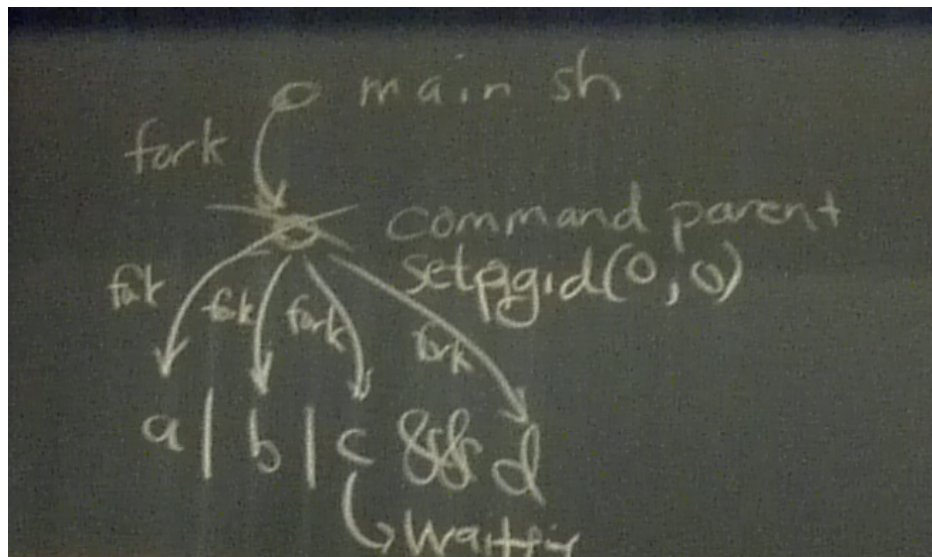 main sh
fork
command parent
setpgid(0,0)
fork fork fork fork
a | b | c && d